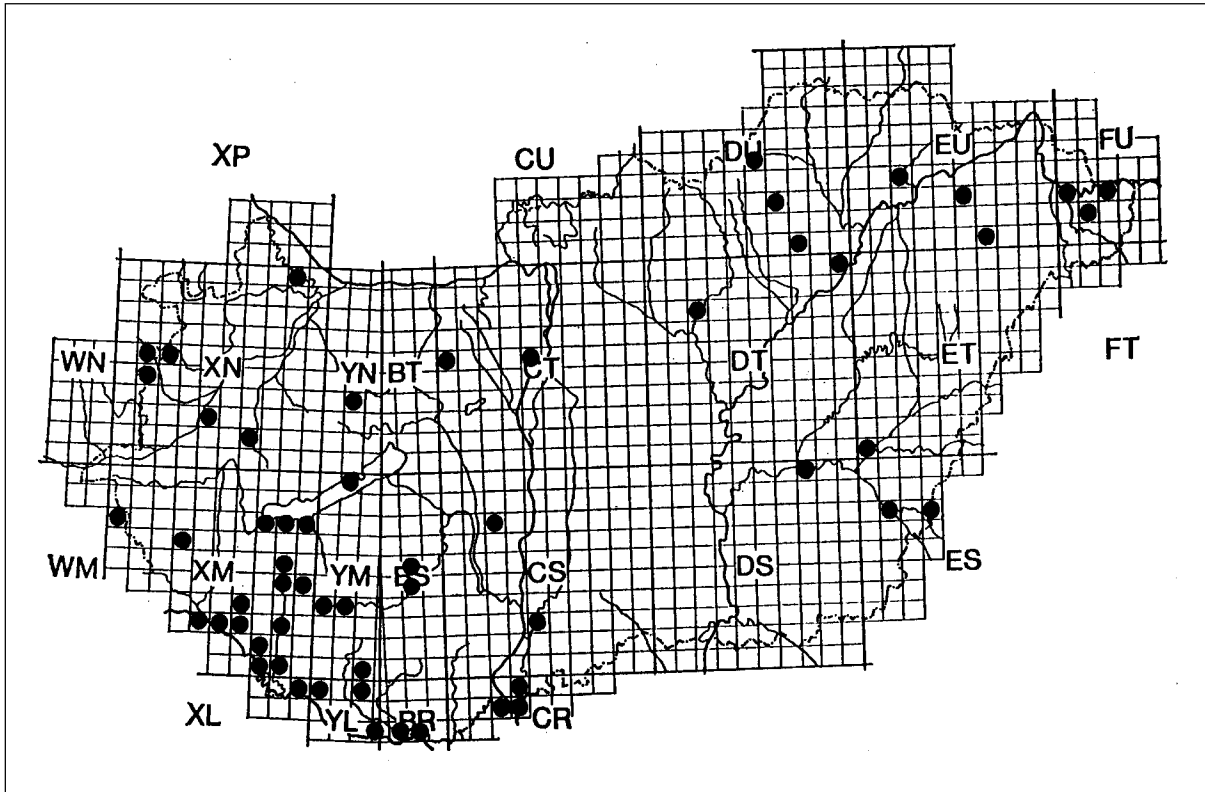 XP CU DU EU FU
WN XN YN BT CT DT ET FT
WM XM YM BS CS DS ES
XL YL BR CR